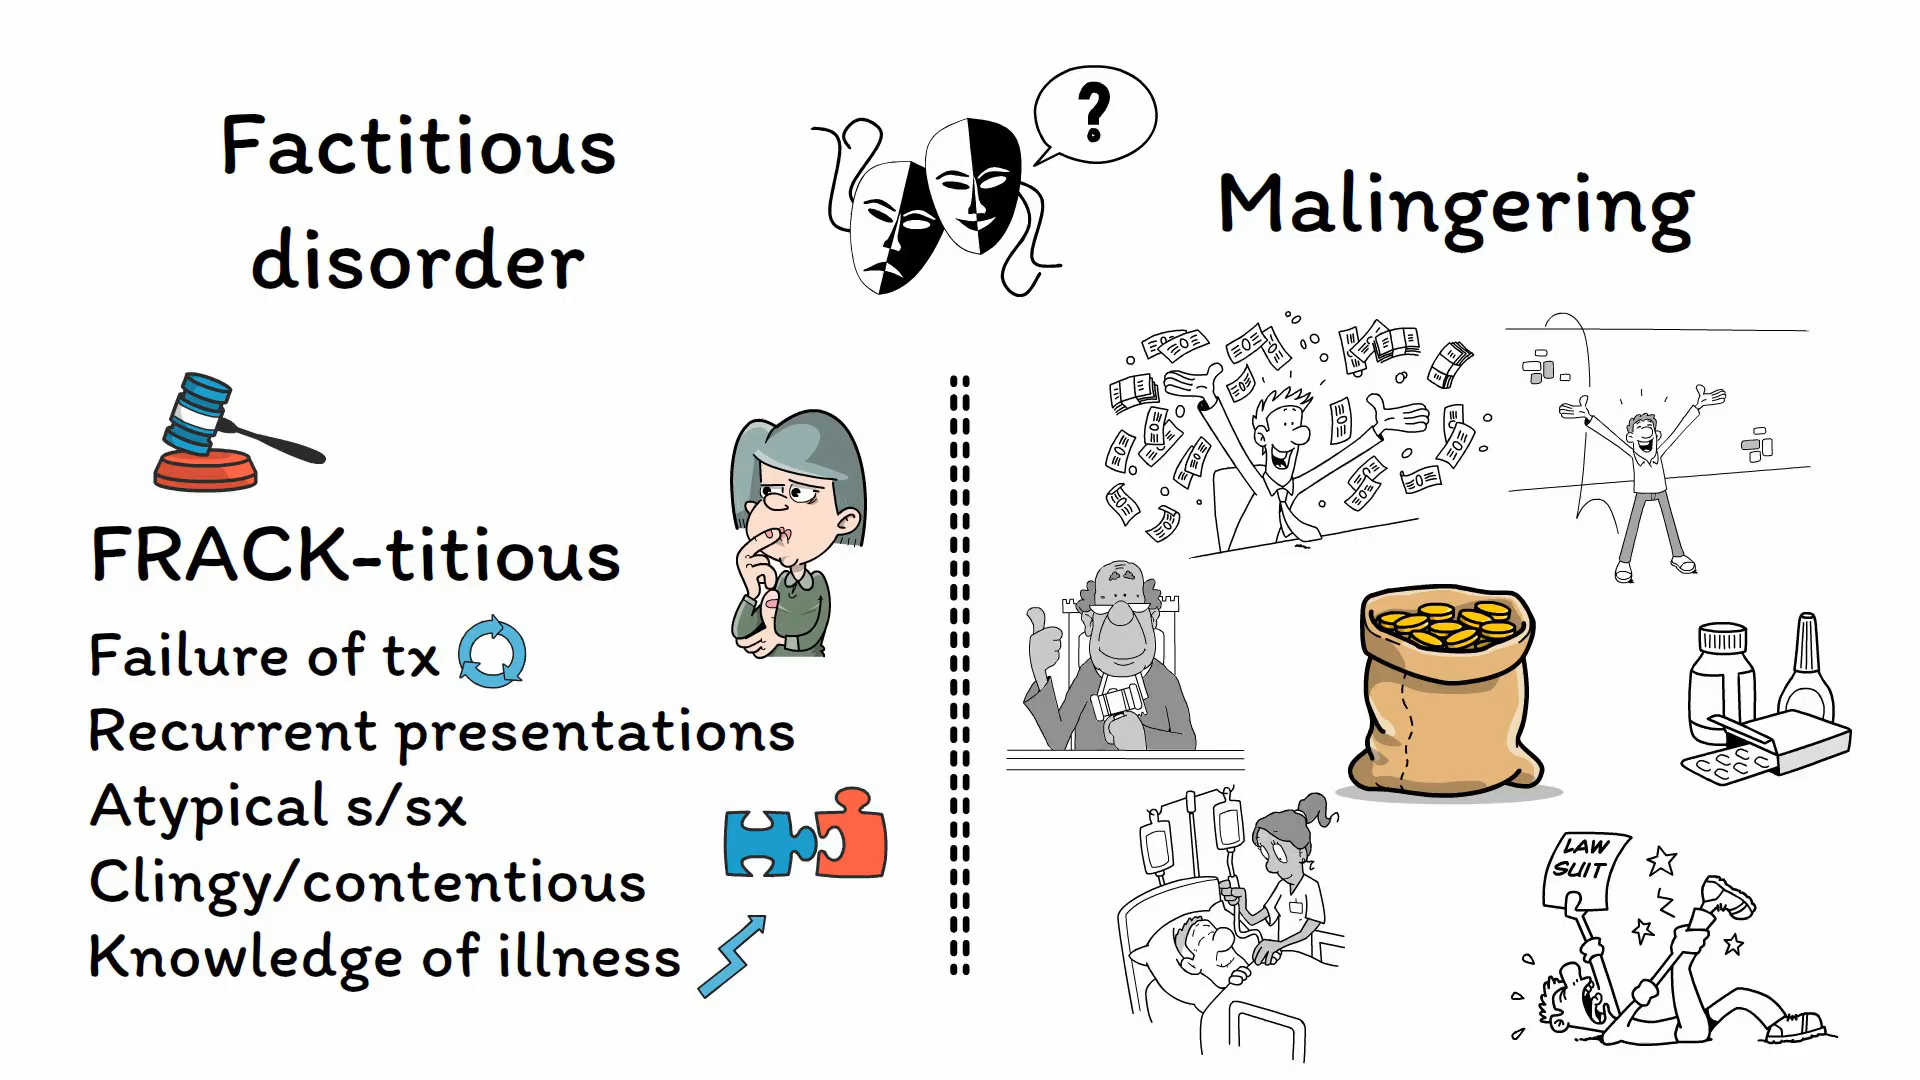 Factitious
disorder
?
Malingering
FRACK-titious
Failure of tx
Recurrent presentations
Atypical s/sx
Clingy/contentious
Knowledge of illness
LAW
SUIT